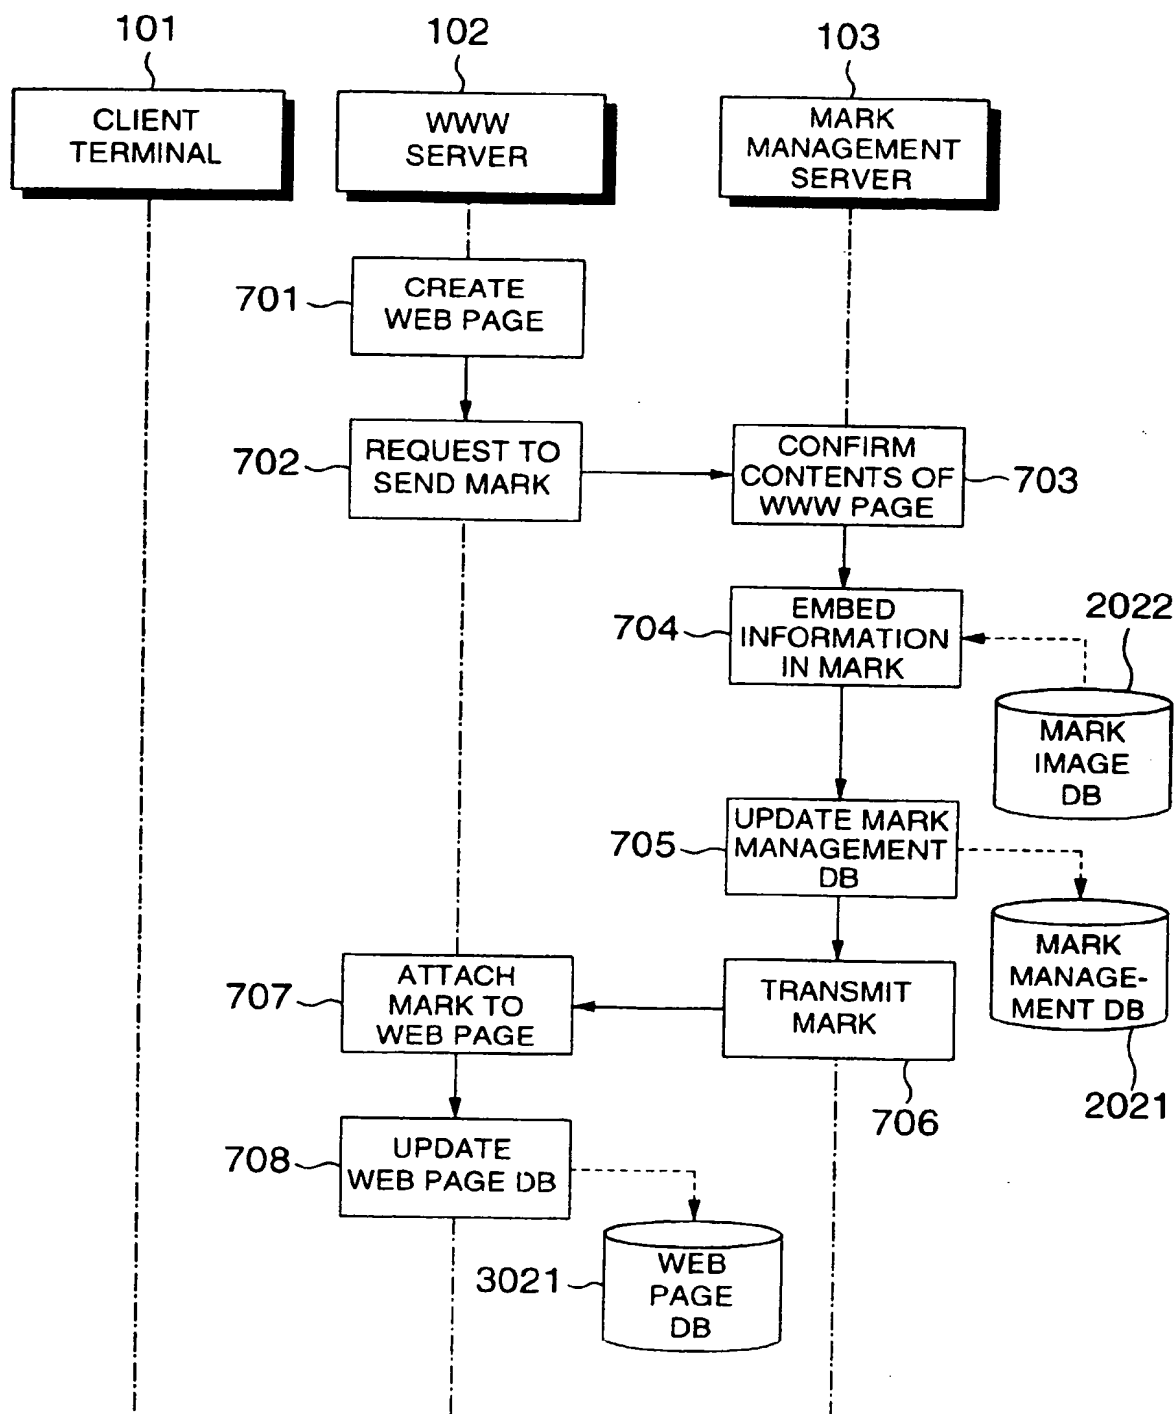 101
102
103
CLIENT
TERMINAL
WWW
SERVER
MARK
MANAGEMENT
SERVER
701
CREATE
WEB PAGE
702
REQUEST TO
SEND MARK
CONFIRM
CONTENTS OF
WWW PAGE
703
704
EMBED
INFORMATION
IN MARK
2022
MARK
IMAGE
DB
705
UPDATE MARK
MANAGEMENT
DB
MARK
MANAGE-
MENT DB
2021
707
ATTACH
MARK TO
WEB PAGE
TRANSMIT
MARK
706
708
UPDATE
WEB PAGE DB
3021
WEB
PAGE
DB